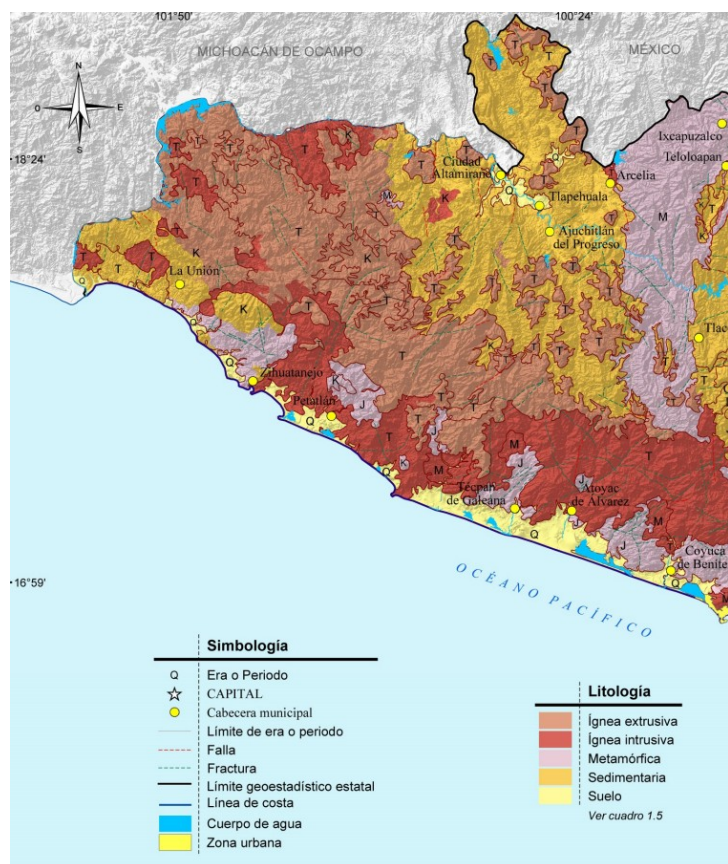 101°50'
100°24'
MICHOACÁN DE OCAMPO
MÉXICO
N
O
E
S
18°24'
16°59'
Ixcapuzalco
Teloloapan
Ciudad
Altamirano
Arcelia
Tlapehuala
Ajuchitlán
del Progreso
La Unión
Tlac
Zihuatanejo
Petatlán
Técpan
de Galeana
Atoyac
de Álvarez
Coyuca
de Beníte
OCÉANO PACÍFICO
Simbología
Q Era o Periodo
CAPITAL
Cabecera municipal
Límite de era o periodo
Falla
Fractura
Límite geoestadístico estatal
Línea de costa
Cuerpo de agua
Zona urbana
Litología
Ígnea extrusiva
Ígnea intrusiva
Metamórfica
Sedimentaria
Suelo
Ver cuadro 1.5